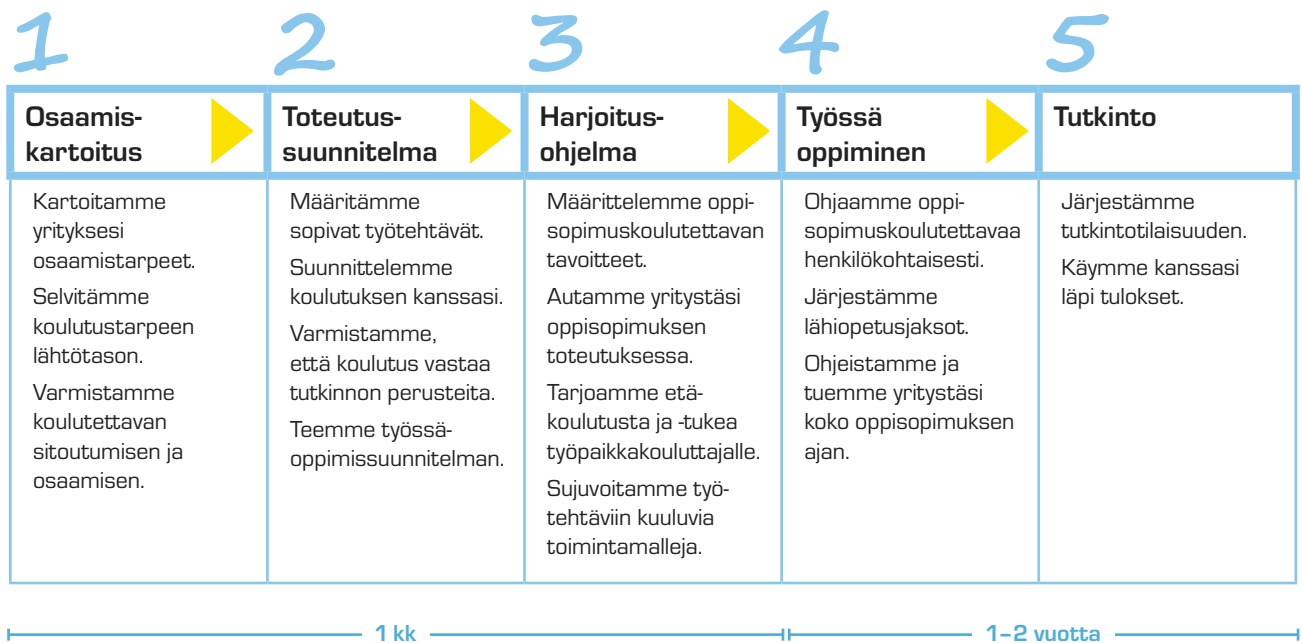 1
2
3
4
5
Osaamis-
kartoitus
Toteutus-
suunnitelma
Harjoitus-
ohjelma
Työssä
oppiminen
Tutkinto
Kartoitamme
yrityksesi
osaamistarpeet.
Selvitämme
koulutustarpeen
lähtötason.
Varmistamme
koulutettavan
sitoutumisen ja
osaamisen.
Määritämme
sopivat työtehtävät.
Suunnittelemme
koulutuksen kanssasi.
Varmistamme,
että koulutus vastaa
tutkinnon perusteita.
Teemme työssä-
oppimissuunnitelman.
Määrittelemme oppi-
sopimuskoulutettavan
tavoitteet.
Autamme yritystäsi
oppisopimuksen
toteutuksessa.
Tarjoamme etä-
koulutusta ja -tukea
työpaikkakouluttajalle.
Sujuvoitamme työ-
tehtäviin kuuluvia
toimintamalleja.
Ohjaamme oppi-
sopimuskoulutettavaa
henkilökohtaisesti.
Järjestämme
lähiopetusjaksot.
Ohjeistamme ja
tuemme yritystäsi
koko oppisopimuksen
ajan.
Järjestämme
tutkintotilaisuuden.
Käymme kanssasi
läpi tulokset.
1 kk
1–2 vuotta